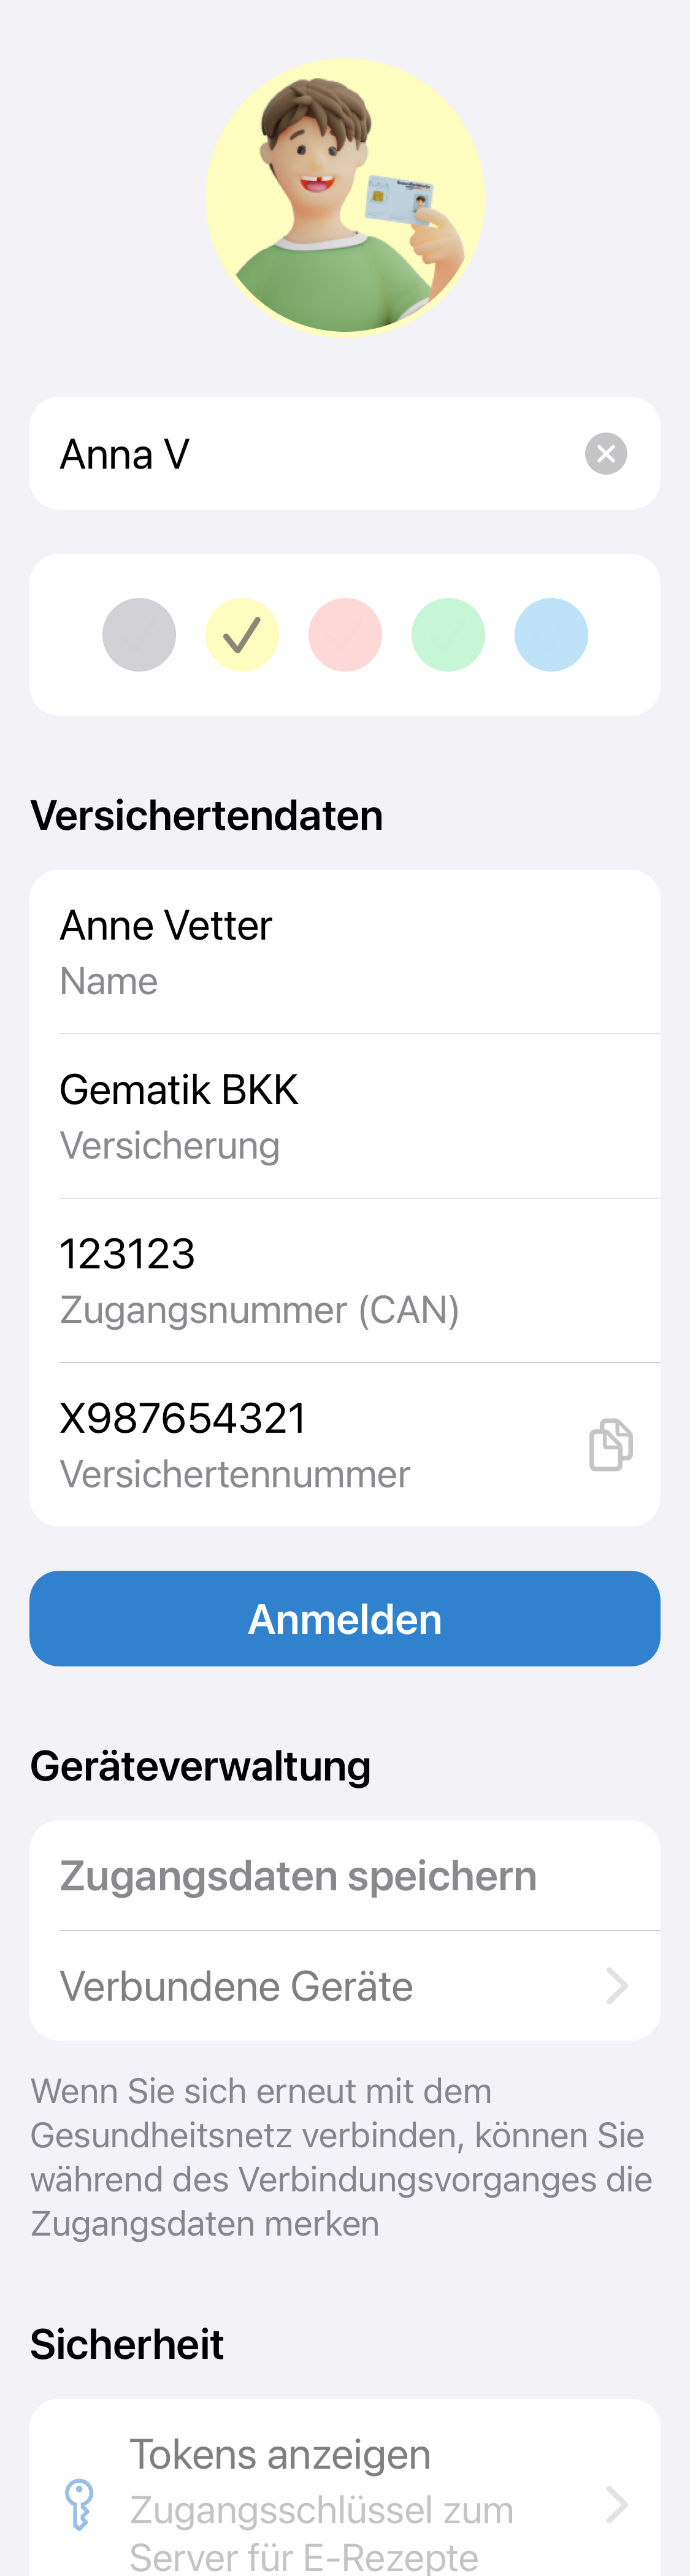 Anna V
Versichertendaten
Anne Vetter
Name
Gematik BKK
Versicherung
123123
Zugangsnummer (CAN)
X987654321
Versichertennummer
Anmelden
Geräteverwaltung
Zugangsdaten speichern
Verbundene Geräte
Wenn Sie sich erneut mit dem
Gesundheitsnetz verbinden, können Sie
während des Verbindungsvorganges die
Zugangsdaten merken
Sicherheit
Tokens anzeigen
Zugangsschlüssel zum
Server für E-Rezepte